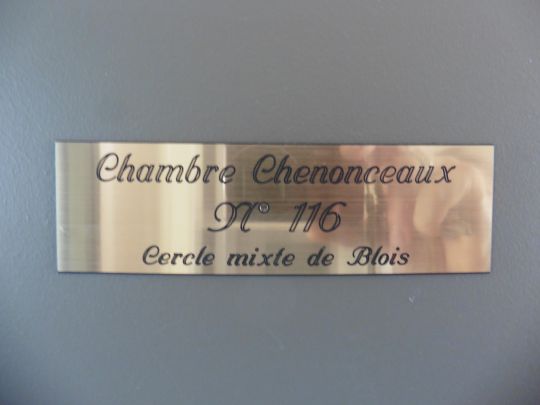 Chambre Chenonceaux
N° 116
Cercle mixte de Blois